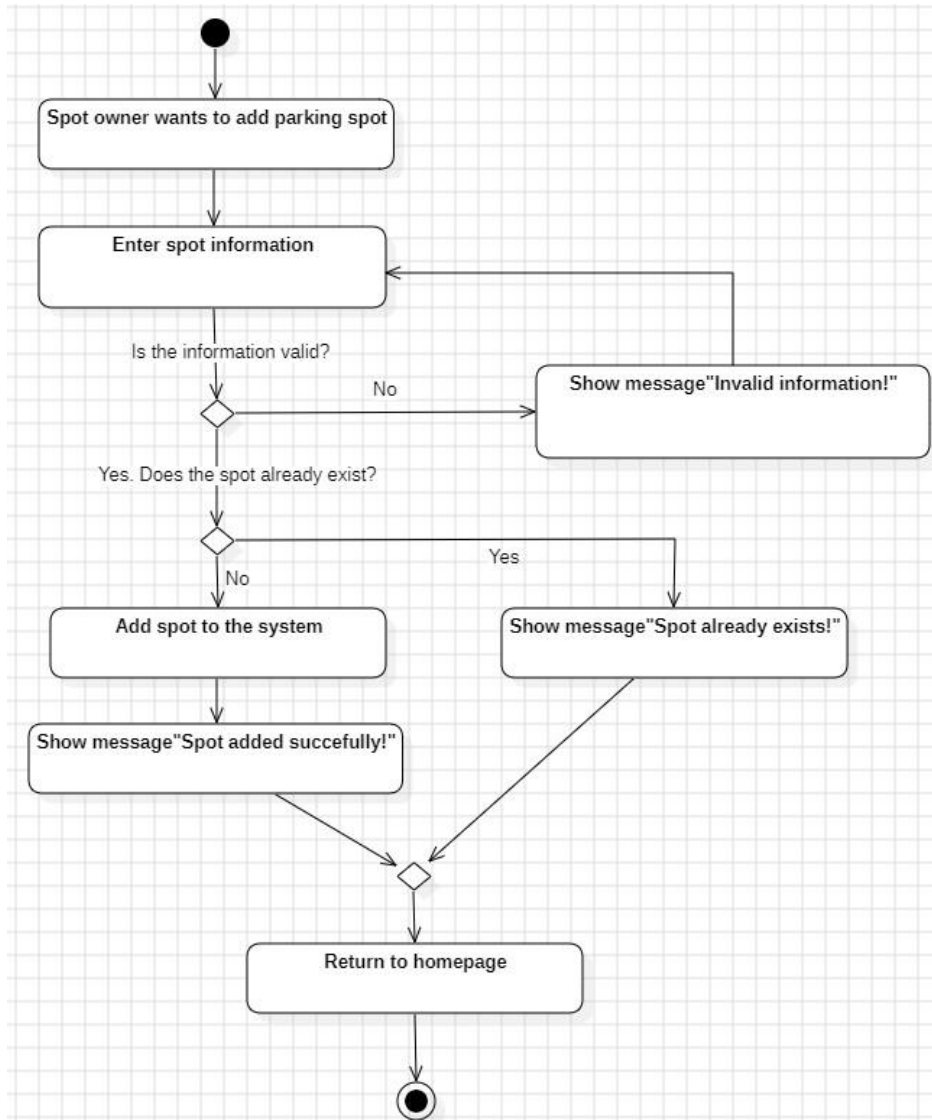 Spot owner wants to add parking spot
Enter spot information
Is the information valid?
No
Show message"Invalid information!"
Yes. Does the spot already exist?
Yes
No
Add spot to the system
Show message"Spot already exists!"
Show message"Spot added succefully!"
Return to homepage